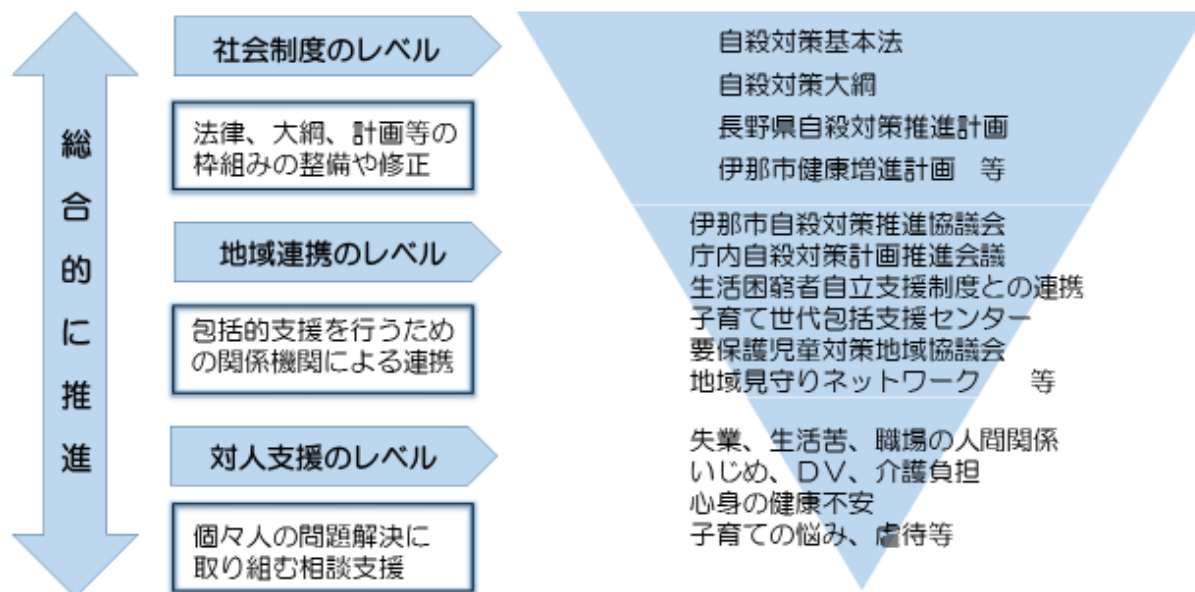 総合的に推進
社会制度のレベル
法律、大綱、計画等の
枠組みの整備や修正
自殺対策基本法
自殺対策大綱
長野県自殺対策推進計画
伊那市健康増進計画　等
地域連携のレベル
包括的支援を行うため
の関係機関による連携
伊那市自殺対策推進協議会
庁内自殺対策計画推進会議
生活困窮者自立支援制度との連携
子育て世代包括支援センター
要保護児童対策地域協議会
地域見守りネットワーク　　等
対人支援のレベル
個々人の問題解決に
取り組む相談支援
失業、生活苦、職場の人間関係
いじめ、ＤＶ、介護負担
心身の健康不安
子育ての悩み、虐待等